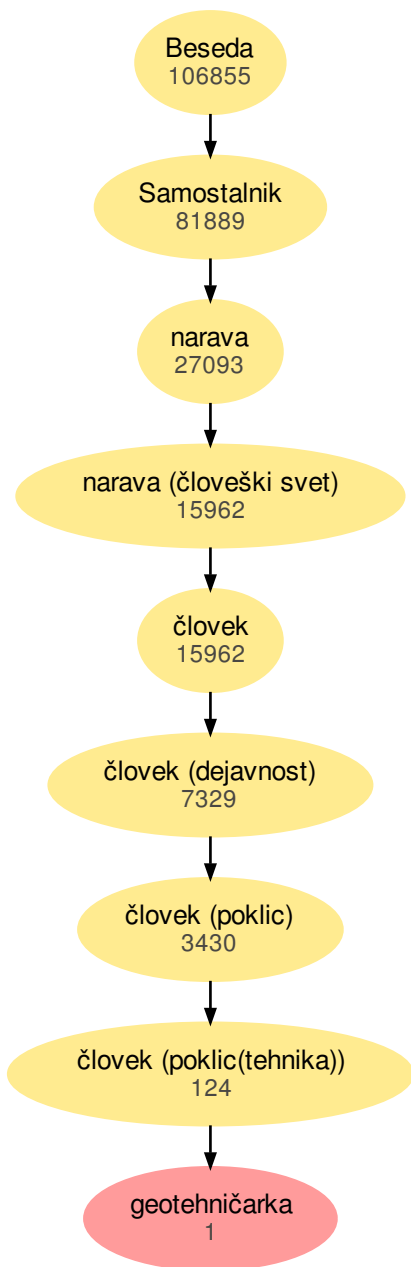 Beseda
106855
Samostalnik
81889
narava
27093
narava (človeški svet)
15962
človek
15962
človek (dejavnost)
7329
človek (poklic)
3430
človek (poklic(tehnika))
124
geotehničarka
1